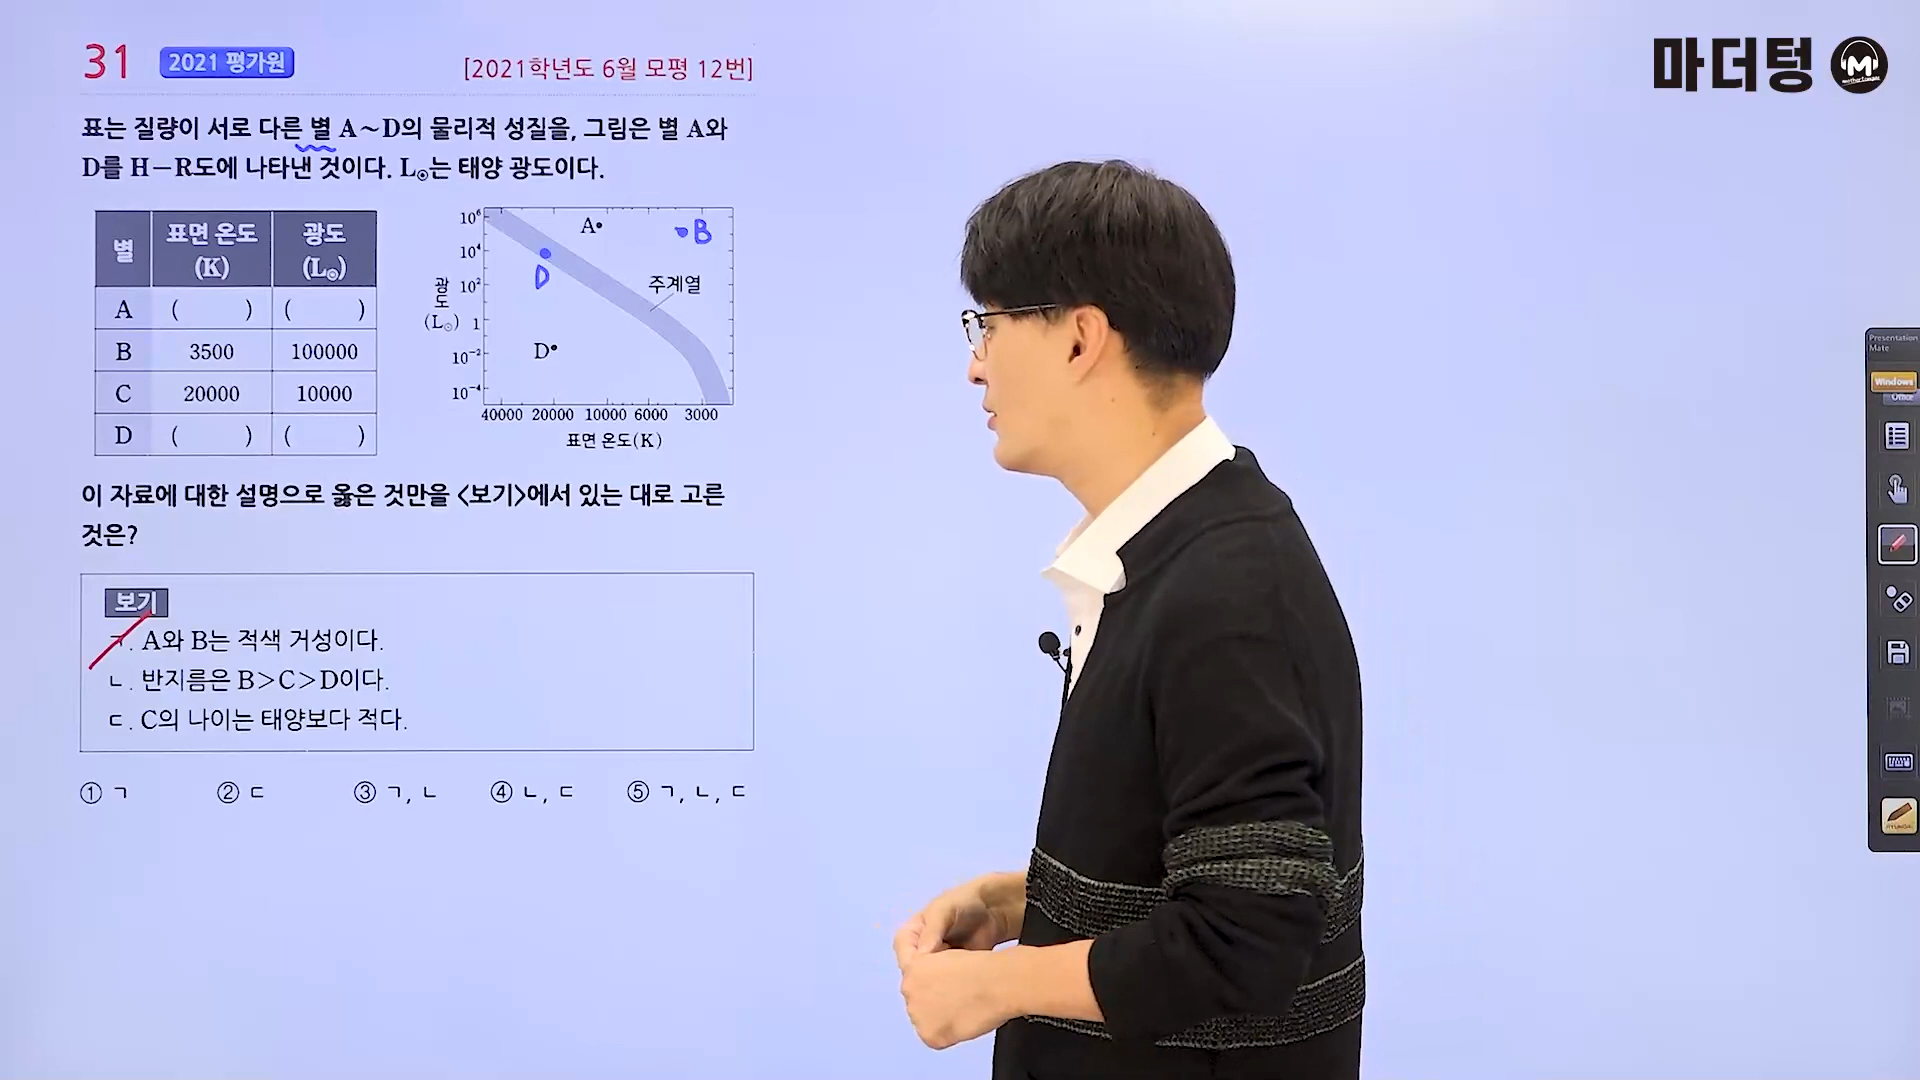 31 2021 평가원 [2021학년도 6월 모평 12번]
마더텅 M
표는 질량이 서로 다른 별 A~D의 물리적 성질을, 그림은 별 A와
D를 H-R도에 나타낸 것이다. L⊙는 태양 광도이다.
별 표면 온도(K) 광도(L⊙)
A ( ) ( )
B 3500 100000
C 20000 10000
D ( ) ( )
광도(L⊙)
10⁶
10⁴
10²
1
10⁻²
10⁻⁴
A
B
D
주계열
D
40000 20000 10000 6000 3000
표면 온도(K)
이 자료에 대한 설명으로 옳은 것만을 <보기>에서 있는 대로 고른
것은?
보기
ㄱ. A와 B는 적색 거성이다.
ㄴ. 반지름은 B>C>D이다.
ㄷ. C의 나이는 태양보다 적다.
① ㄱ ② ㄷ ③ ㄱ, ㄴ ④ ㄴ, ㄷ ⑤ ㄱ, ㄴ, ㄷ
Presentation
Mate
Windows
Office